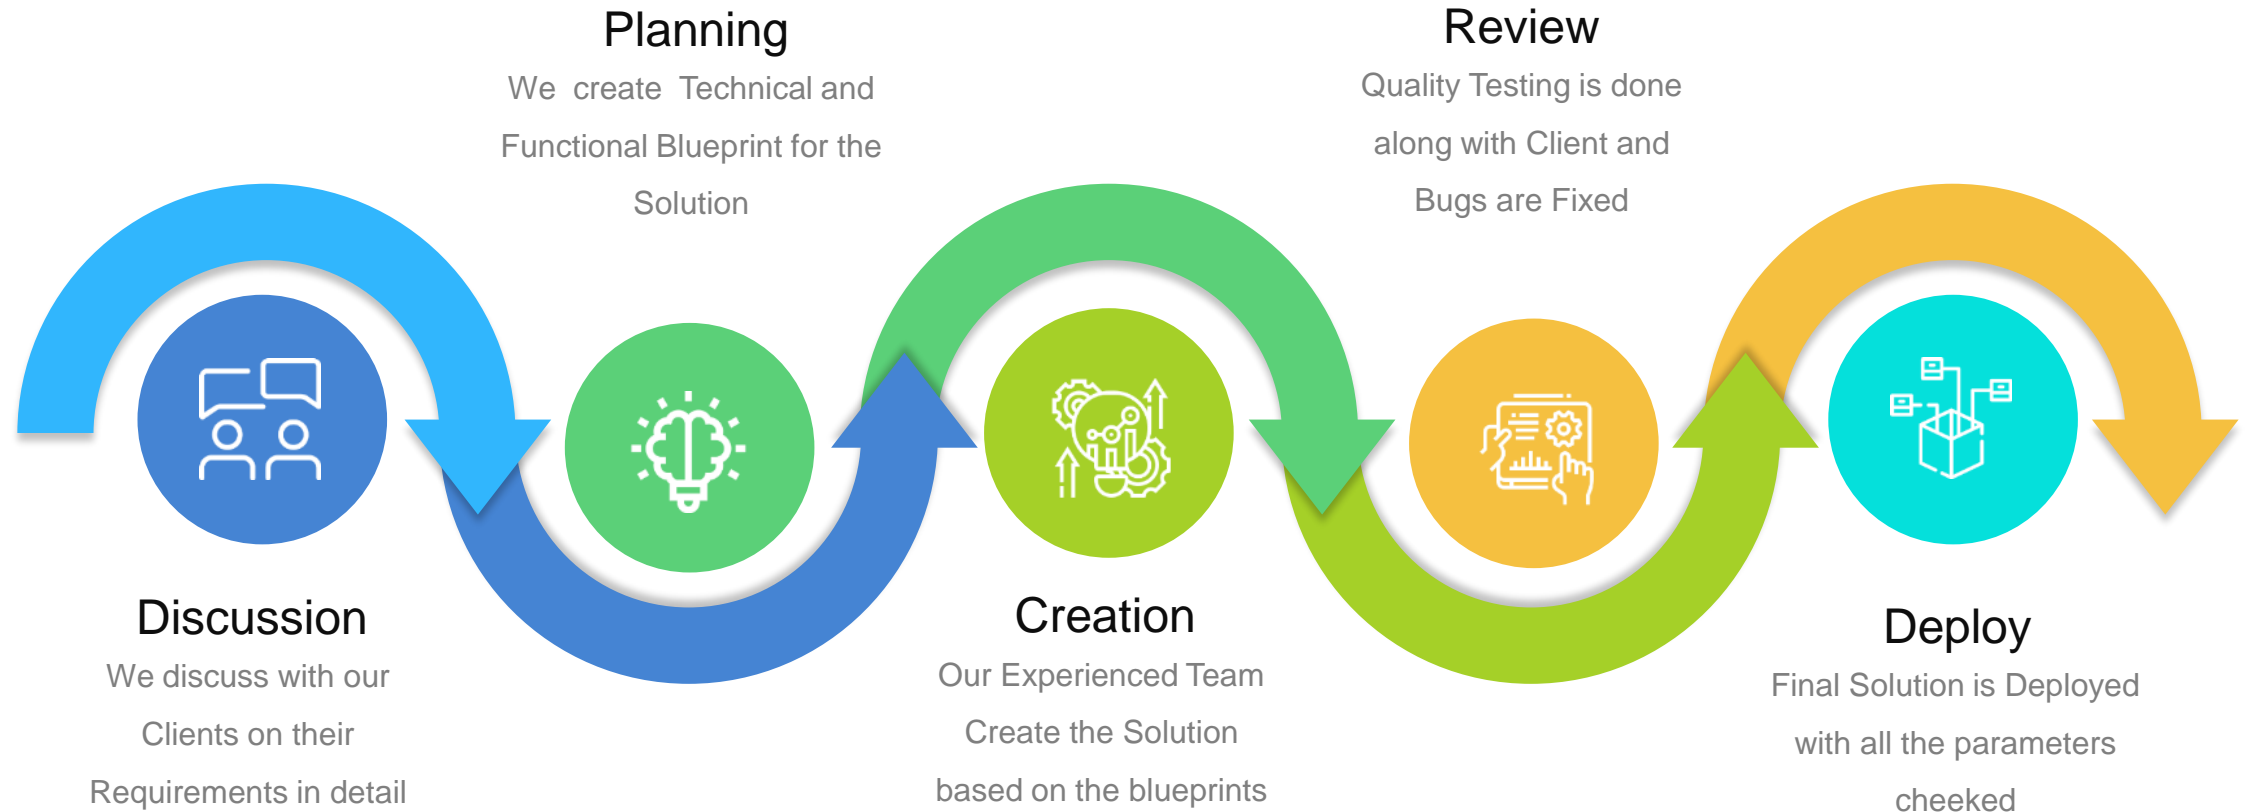 Discussion
We discuss with our
Clients on their
Requirements in detail
Planning
We create Technical and
Functional Blueprint for the
Solution
Creation
Our Experienced Team
Create the Solution
based on the blueprints
Review
Quality Testing is done
along with Client and
Bugs are Fixed
Deploy
Final Solution is Deployed
with all the parameters
cheeked